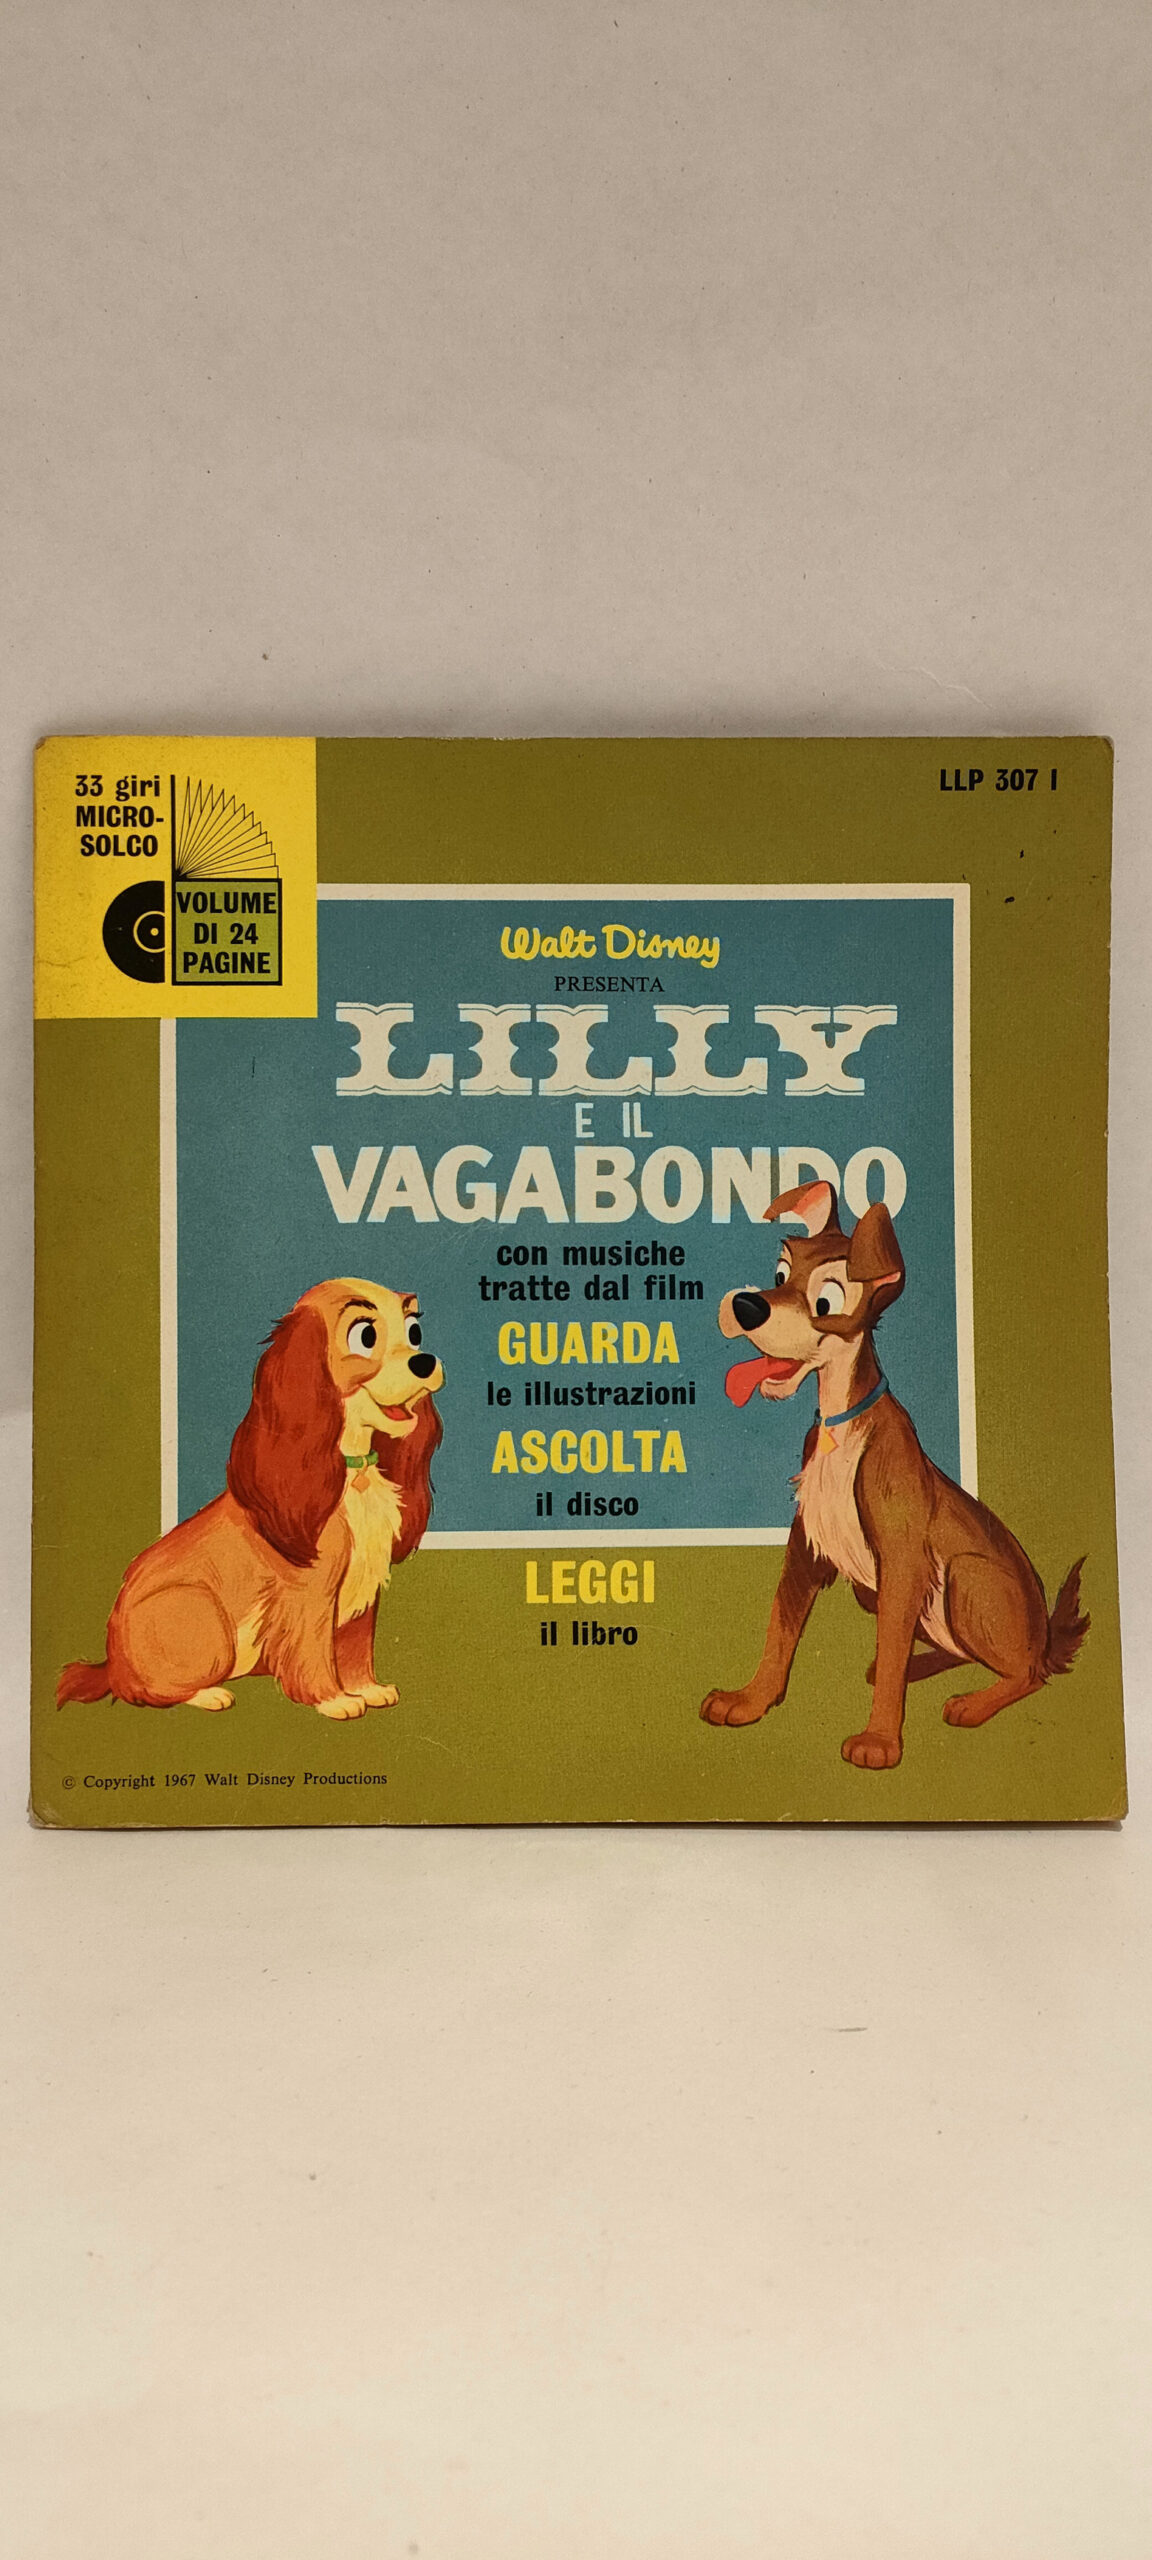 33 giri
MICRO-
SOLCO
VOLUME
DI 24
PAGINE
LLP 307 I
Walt Disney
PRESENTA
LILLY
E IL
VAGABONDO
con musiche
tratte dal film
GUARDA
le illustrazioni
ASCOLTA
il disco
LEGGI
il libro
© Copyright 1967 Walt Disney Productions